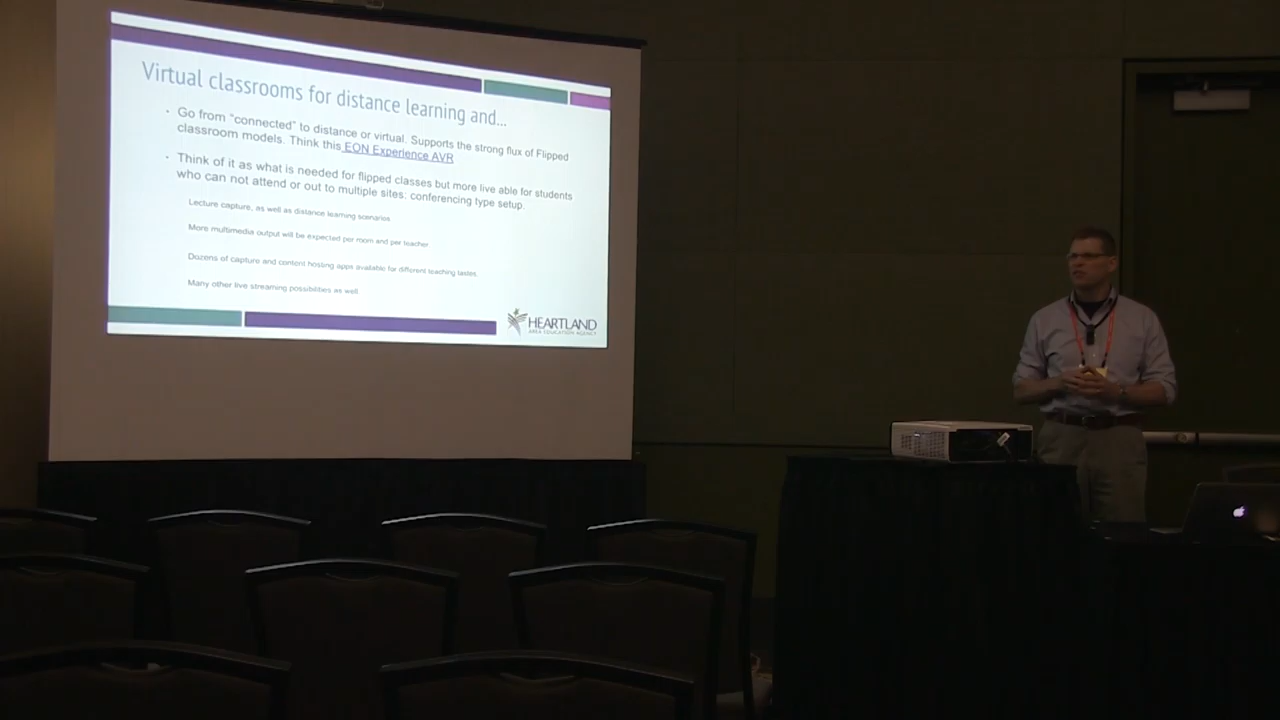 Virtual classrooms for distance learning and...
· Go from "connected" to distance or virtual. Supports the strong flux of Flipped
classroom models. Think this EON Experience AVR
· Think of it as what is needed for flipped classes but more live able for students
who can not attend or out to multiple sites: conferencing type setup.
Lecture capture, as well as distance learning scenarios
More multimedia output will be expected per room and per teacher
Dozens of capture and content hosting apps available for different teaching tastes
Many other live streaming possibilities as well
HEARTLAND
AREA EDUCATION AGENCY